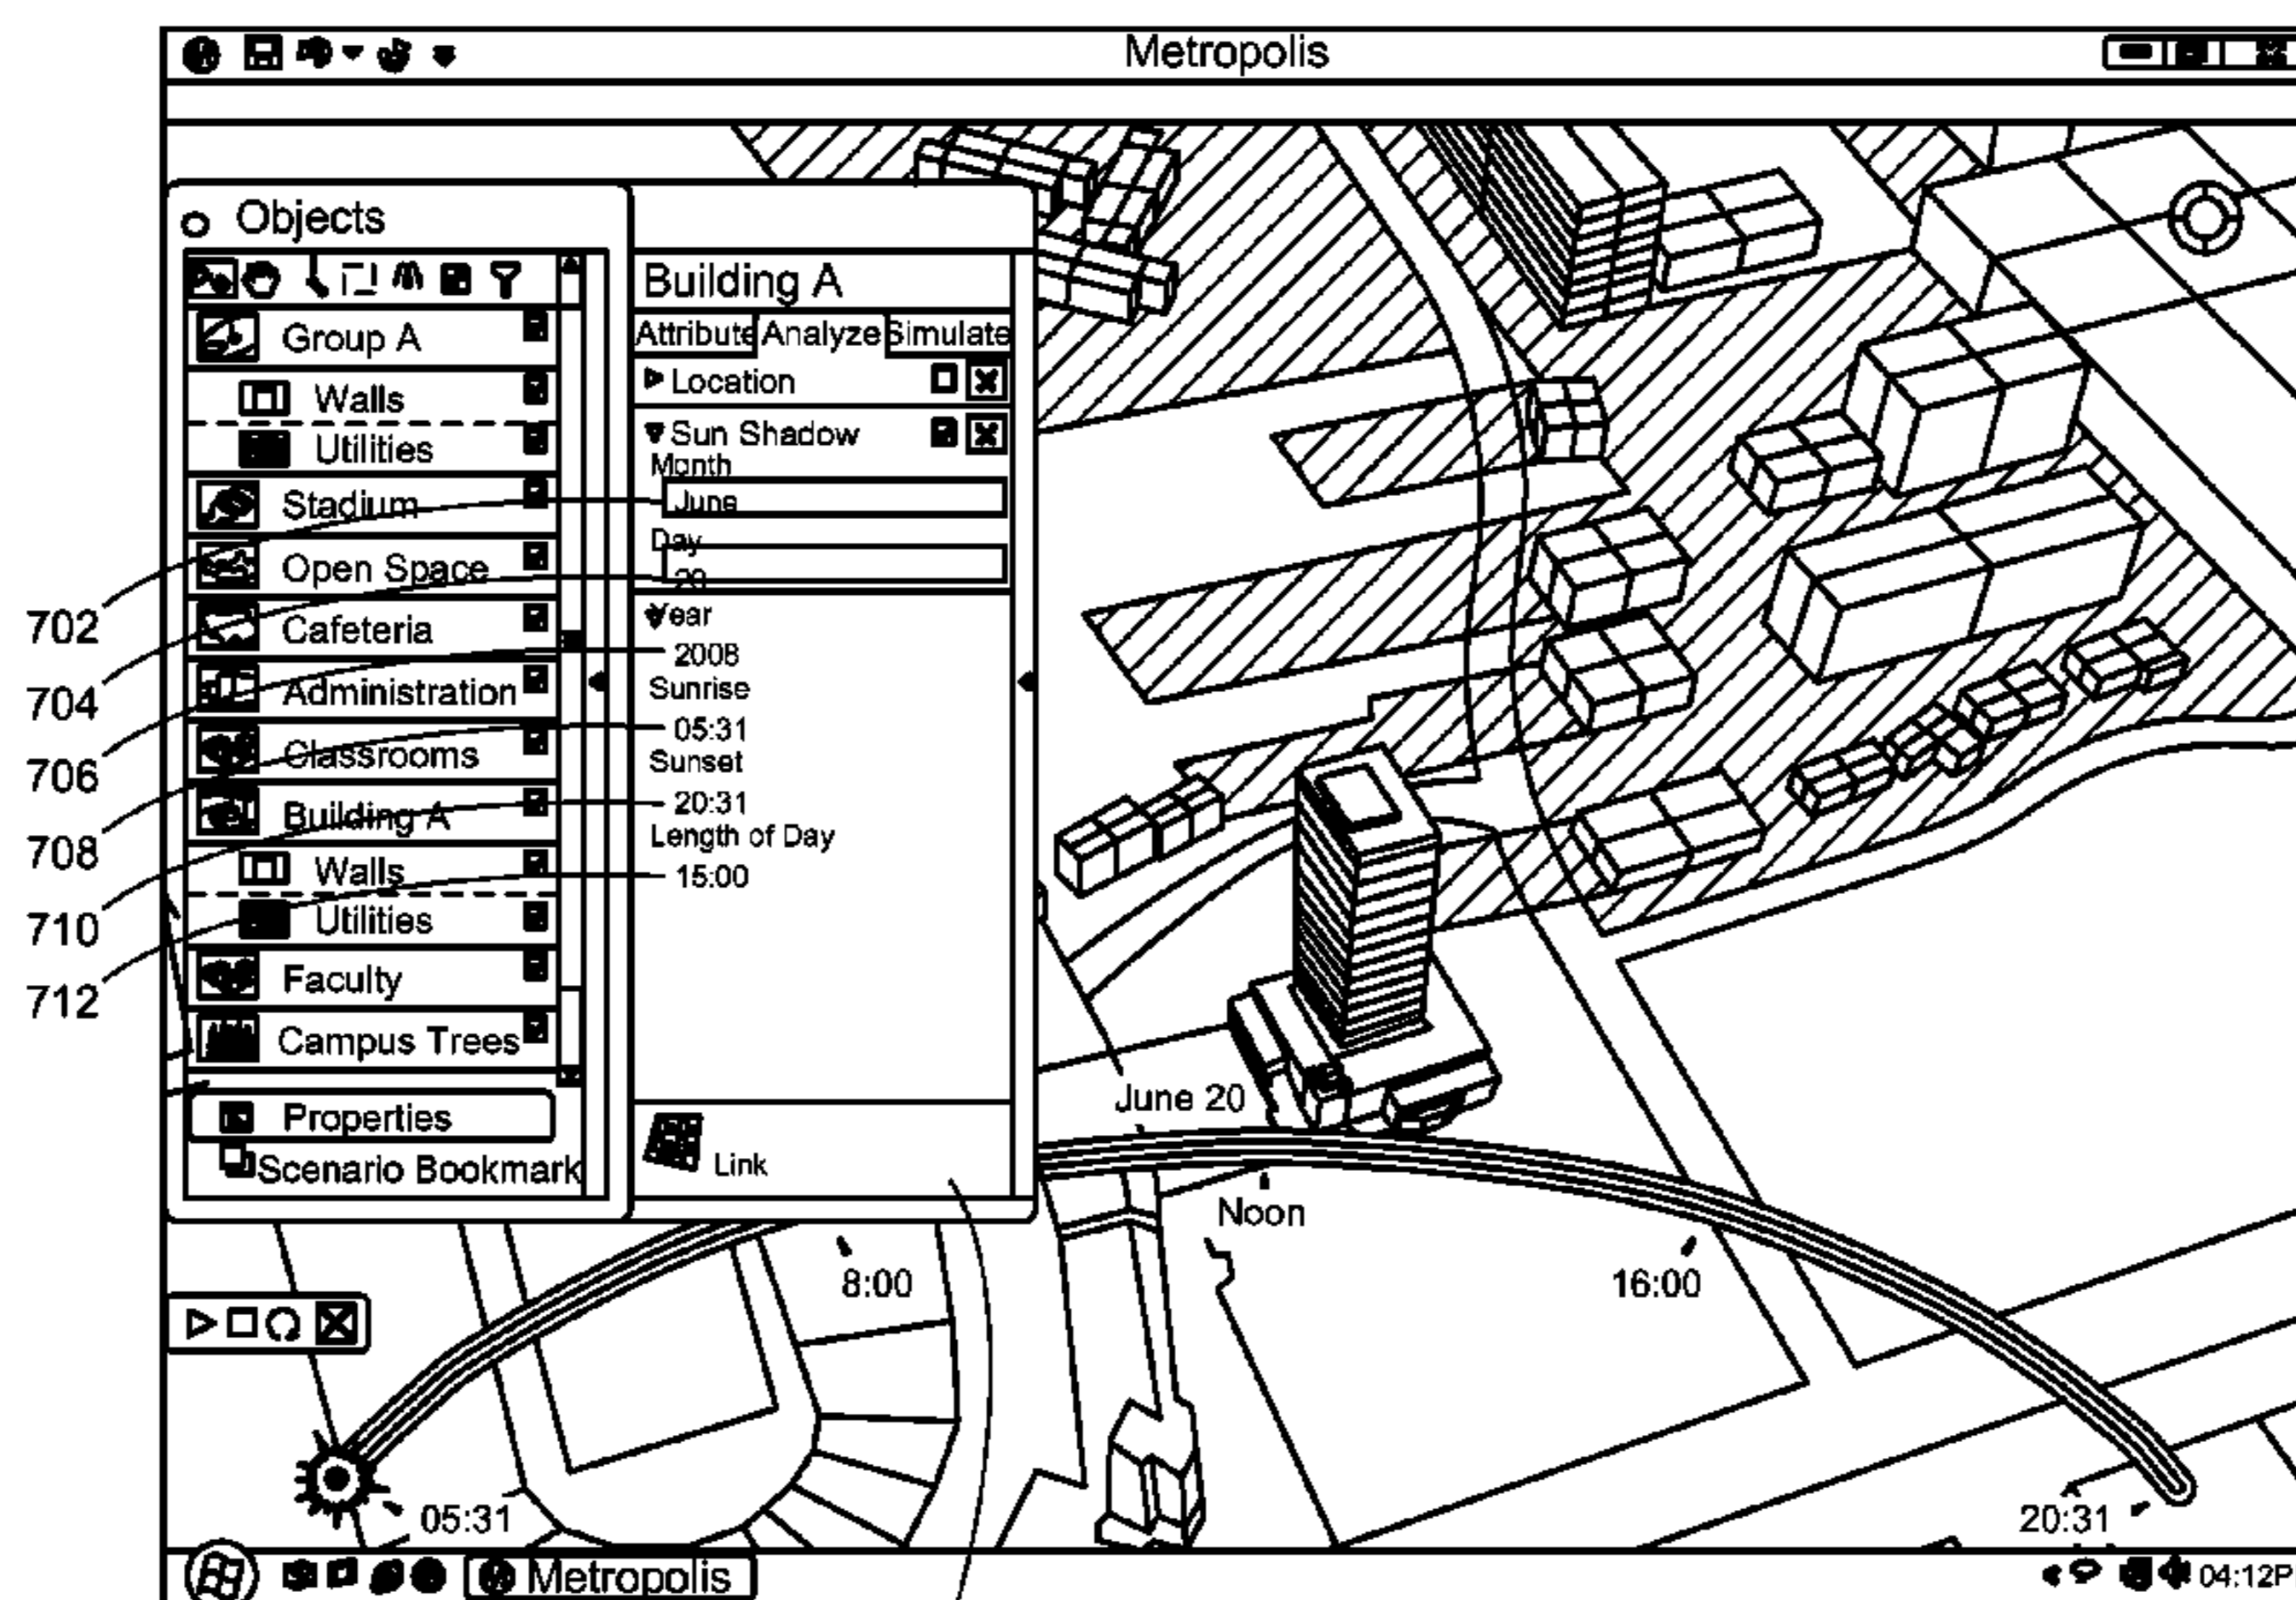 Metropolis
Objects
Group A
Walls
Utilities
Stadium
Open Space
Cafeteria
Administration
Classrooms
Building A
Walls
Utilities
Faculty
Campus Trees
Properties
Scenario Bookmark
Building A
Attribute Analyze Simulate
Location
Sun Shadow
Month
June
Day
20
Year
2008
Sunrise
05:31
Sunset
20:31
Length of Day
15:00
Link
702
704
706
708
710
712
June 20
Noon
8:00
16:00
05:31
20:31
Metropolis
04:12P